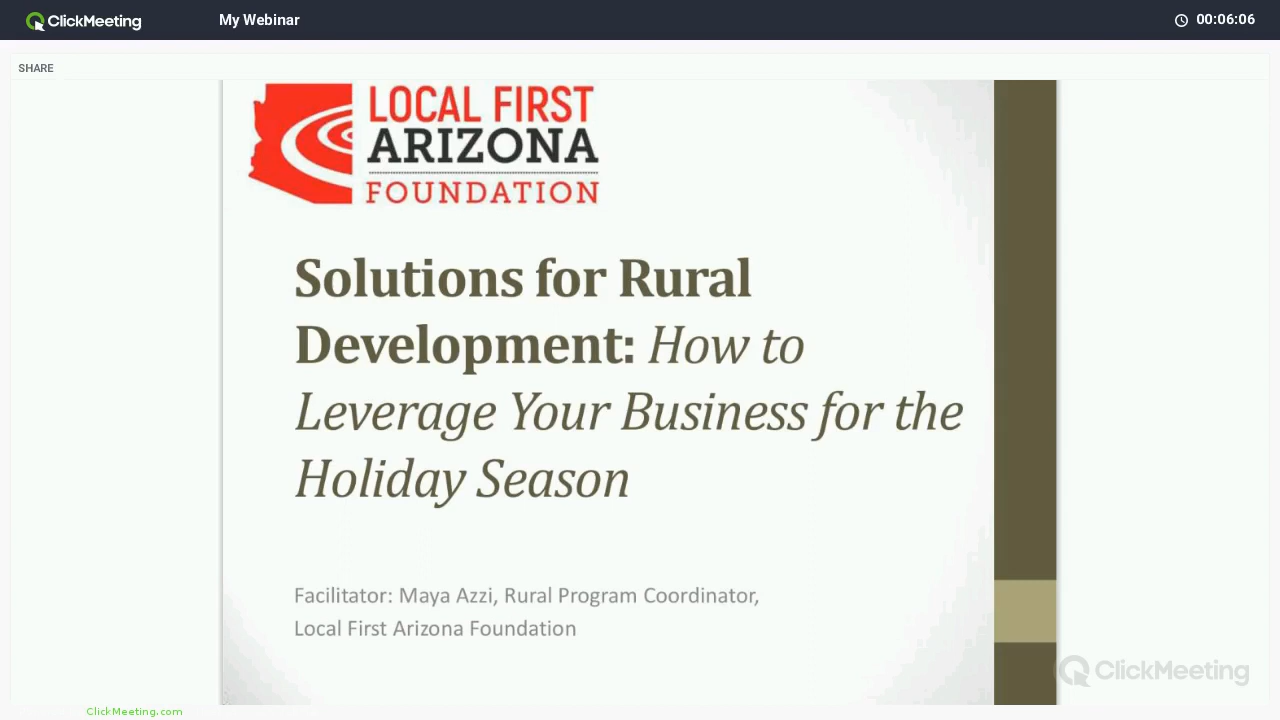 ClickMeeting
My Webinar
00:06:06
SHARE
LOCAL FIRST
ARIZONA
FOUNDATION
Solutions for Rural
Development: How to
Leverage Your Business for the
Holiday Season
Facilitator: Maya Azzi, Rural Program Coordinator,
Local First Arizona Foundation
ClickMeeting
ClickMeeting.com